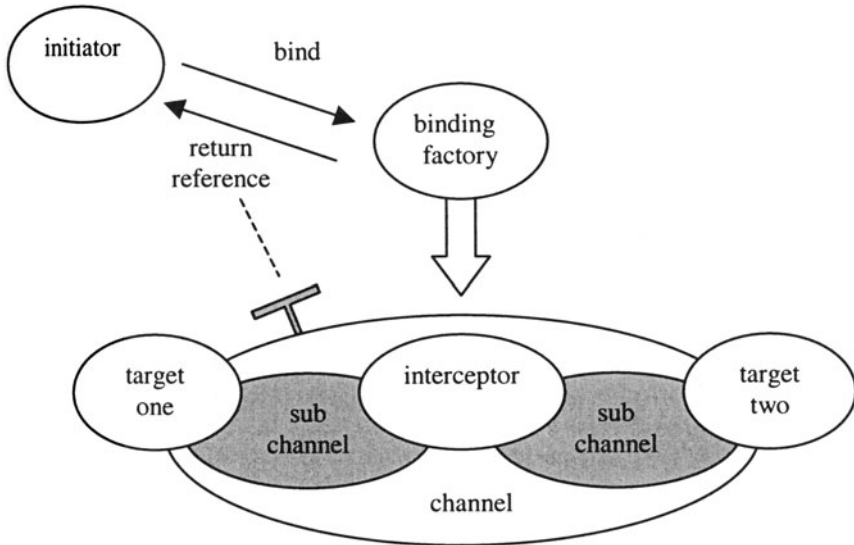 initiator
bind
binding
factory
return
reference
target
one
sub
channel
interceptor
sub
channel
target
two
channel